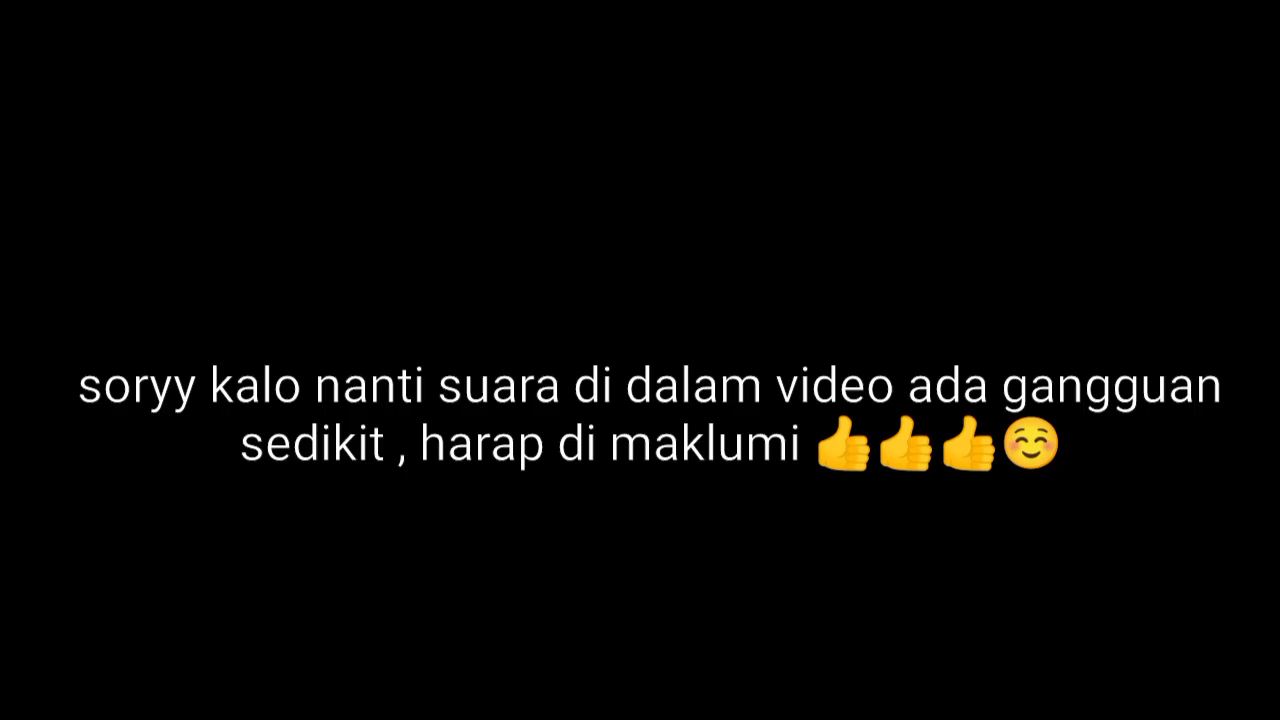 soryy kalo nanti suara di dalam video ada gangguan
sedikit , harap di maklumi 👍👍👍☺️